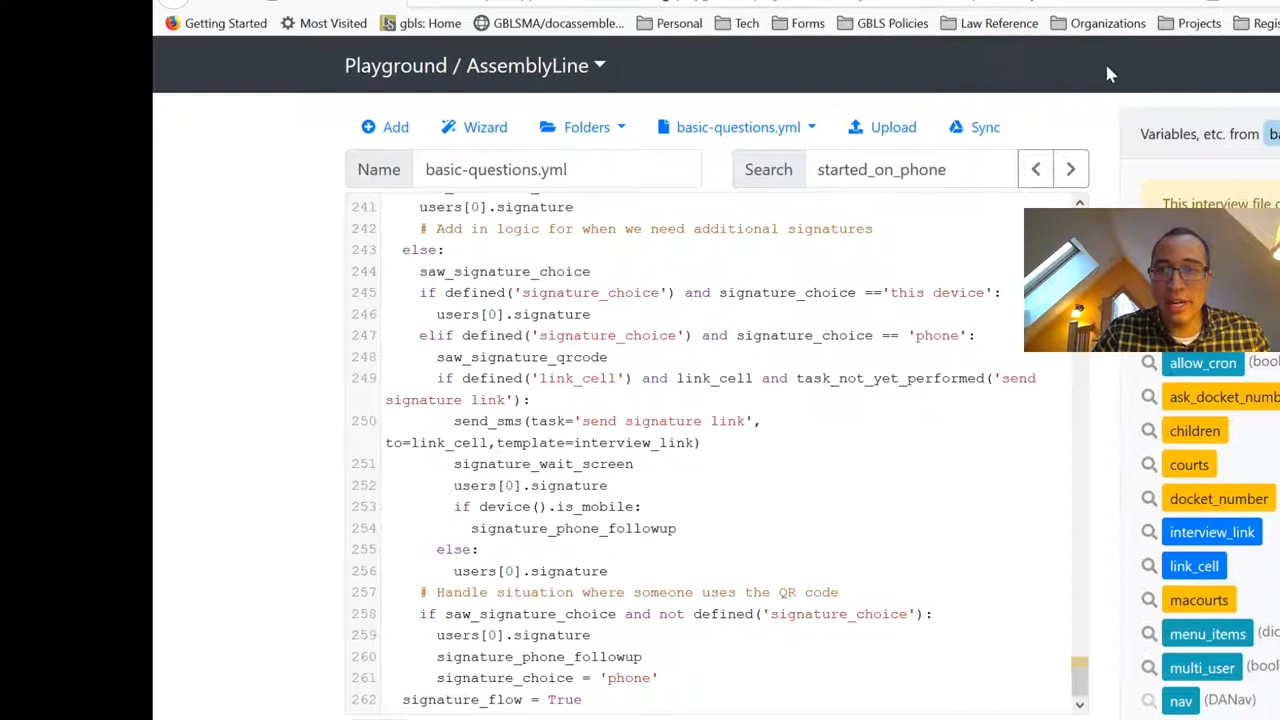 Getting Started Most Visited gbls: Home GBLSMA/docassemble... Personal Tech Forms GBLS Policies Law Reference Organizations Projects Regis
Playground / AssemblyLine
Add Wizard Folders basic-questions.yml Upload Sync
Variables, etc. from
Name basic-questions.yml Search started_on_phone
This interview file
241 users[0].signature
242 # Add in logic for when we need additional signatures
243 else:
244 saw_signature_choice
245 if defined('signature_choice') and signature_choice =='this device':
246 users[0].signature
247 elif defined('signature_choice') and signature_choice == 'phone':
248 saw_signature_qrcode
249 if defined('link_cell') and link_cell and task_not_yet_performed('send
signature link'):
250 send_sms(task='send signature link',
to=link_cell,template=interview_link)
251 signature_wait_screen
252 users[0].signature
253 if device().is_mobile:
254 signature_phone_followup
255 else:
256 users[0].signature
257 # Handle situation where someone uses the QR code
258 if saw_signature_choice and not defined('signature_choice'):
259 users[0].signature
260 signature_phone_followup
261 signature_choice = 'phone'
262 signature_flow = True
allow_cron (bool
ask_docket_numb
children
courts
docket_number
interview_link
link_cell
macourts
menu_items (dic
multi_user (bool
nav (DANav)